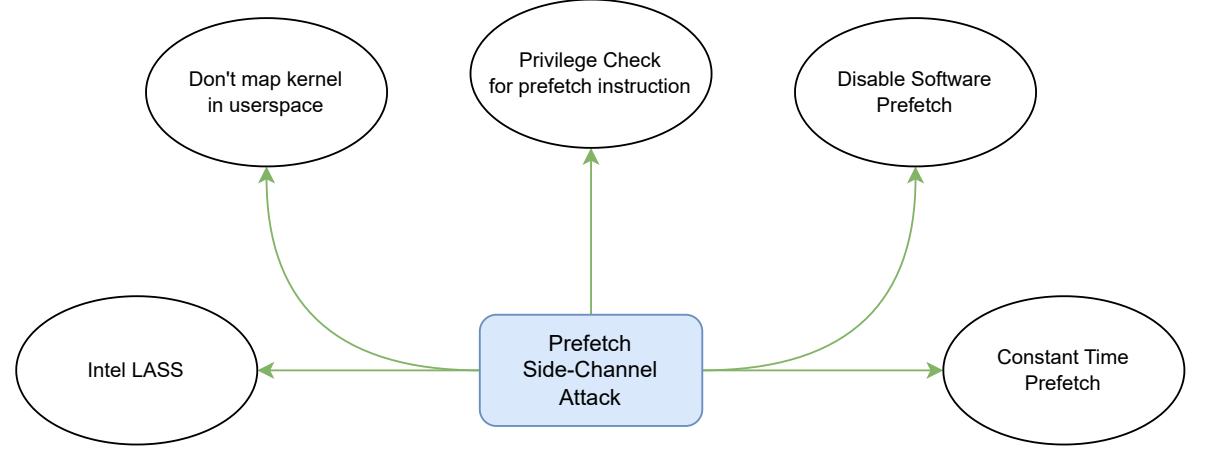 Don't map kernel
in userspace
Privilege Check
for prefetch instruction
Disable Software
Prefetch
Intel LASS
Prefetch
Side-Channel
Attack
Constant Time
Prefetch